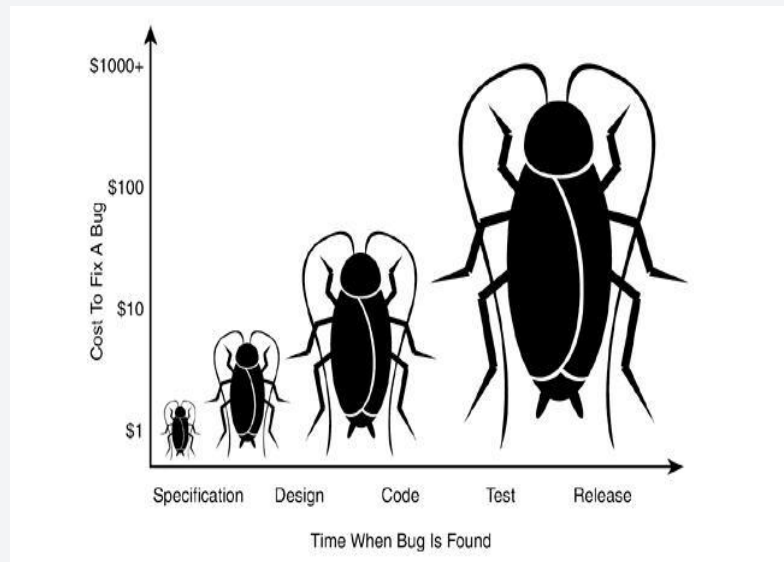 $1000+
$100
$10
$1
Cost To Fix A Bug
Specification Design Code Test Release
Time When Bug Is Found